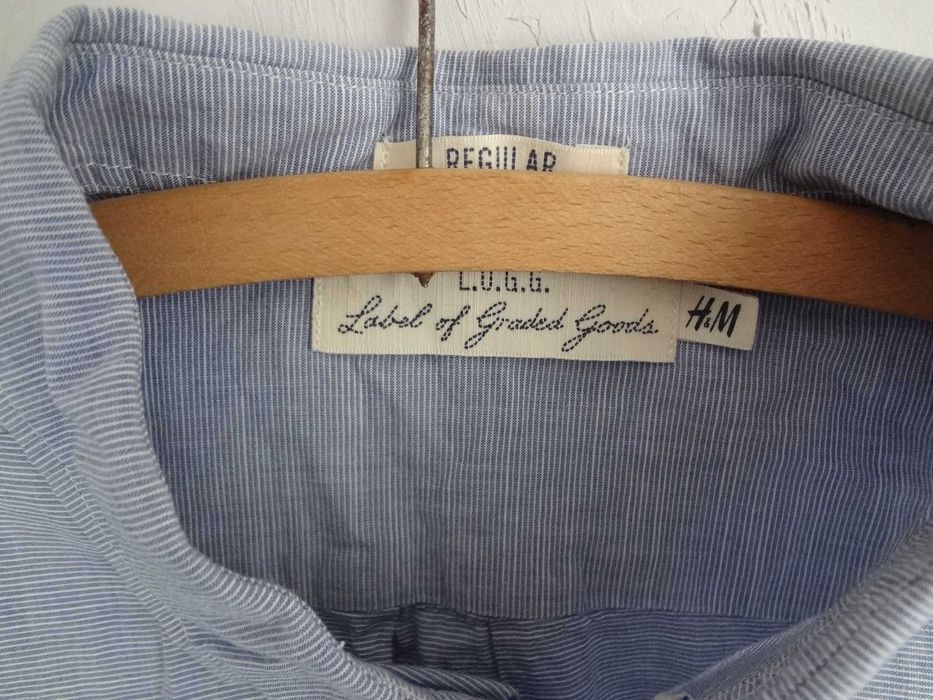 REGULAR
L.O.G.G.
Label of Graded Goods
H&M